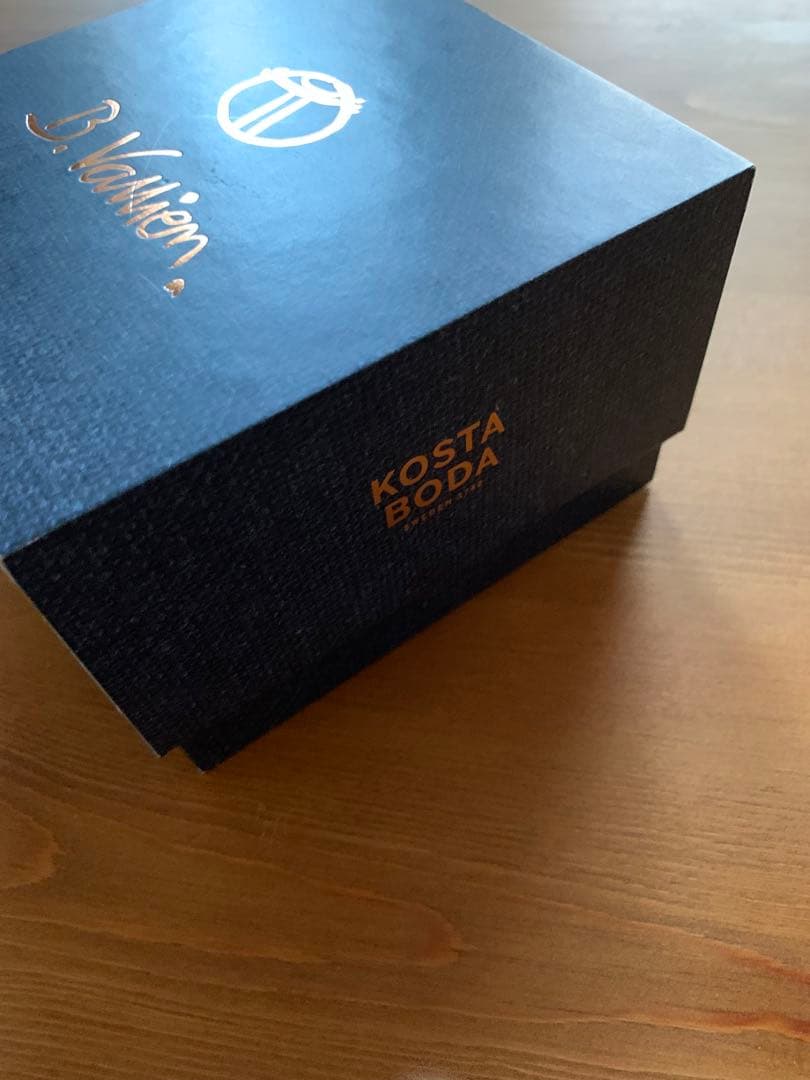 B. Vallien.
KOSTA
BODA
SWEDEN 1742